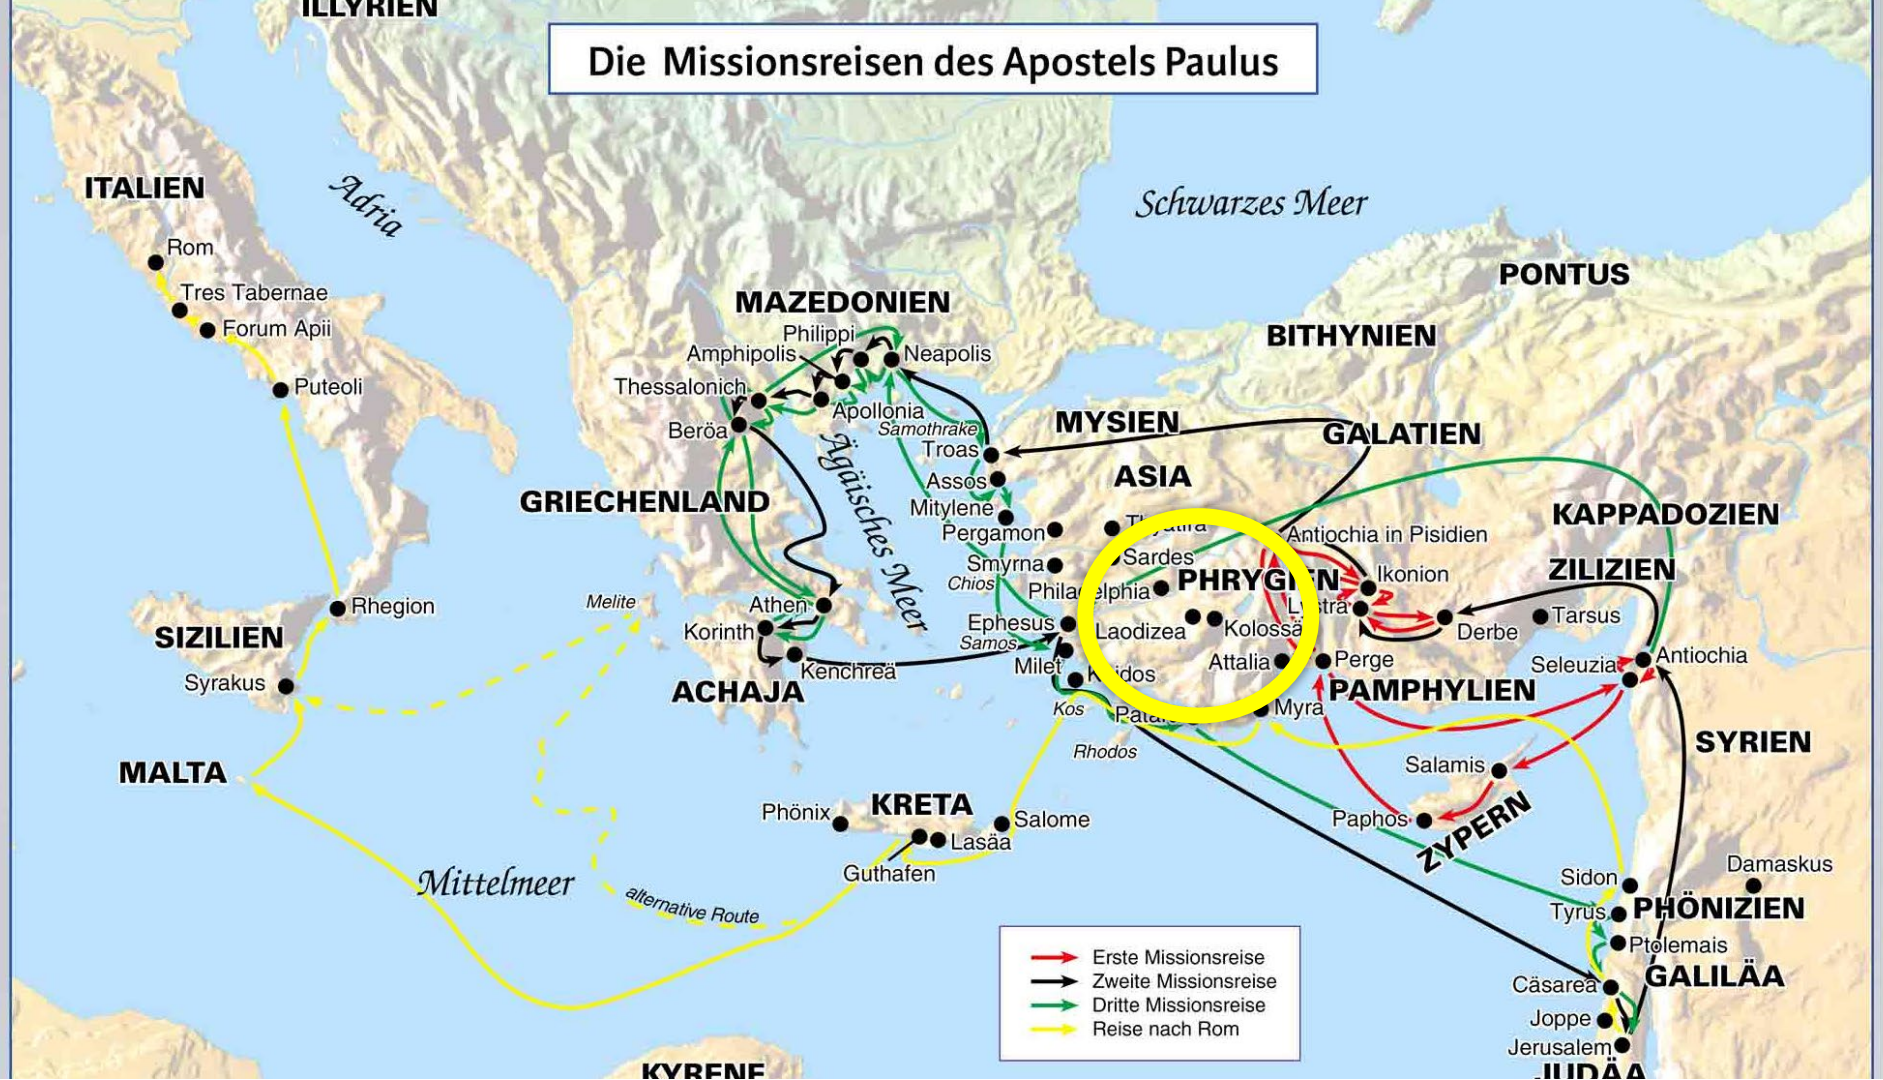 ILLYRIEN
Die Missionsreisen des Apostels Paulus
ITALIEN
Adria
Schwarzes Meer
Rom
PONTUS
Tres Tabernae
MAZEDONIEN
Forum Apii
Philippi
BITHYNIEN
Amphipolis
Neapolis
Puteoli
Thessalonich
Apollonia
MYSIEN
Samothrake
Beröa
GALATIEN
Troas
ASIA
Assos
Ägäisches Meer
GRIECHENLAND
Mitylene
KAPPADOZIEN
Thyatira
Pergamon
Antiochia in Pisidien
Sardes
Smyrna
ZILIZIEN
Ikonion
PHRYGIEN
Chios
Philadelphia
Melite
Rhegion
Athen
Lystra
Tarsus
Ephesus
Kolossä
Laodizea
Derbe
Korinth
SIZILIEN
Samos
Antiochia
Milet
Attalia
Perge
Seleuzia
Kenchreä
Knidos
Syrakus
ACHAJA
PAMPHYLIEN
Kos
Myra
SYRIEN
Rhodos
Salamis
MALTA
KRETA
Phönix
Salome
Paphos
ZYPERN
Lasäa
Guthafen
Damaskus
Sidon
Mittelmeer
alternative Route
Tyrus
PHÖNIZIEN
Ptolemais
Erste Missionsreise
GALILÄA
Zweite Missionsreise
Cäsarea
Dritte Missionsreise
Joppe
Reise nach Rom
Jerusalem
KYRENE
JUDÄA